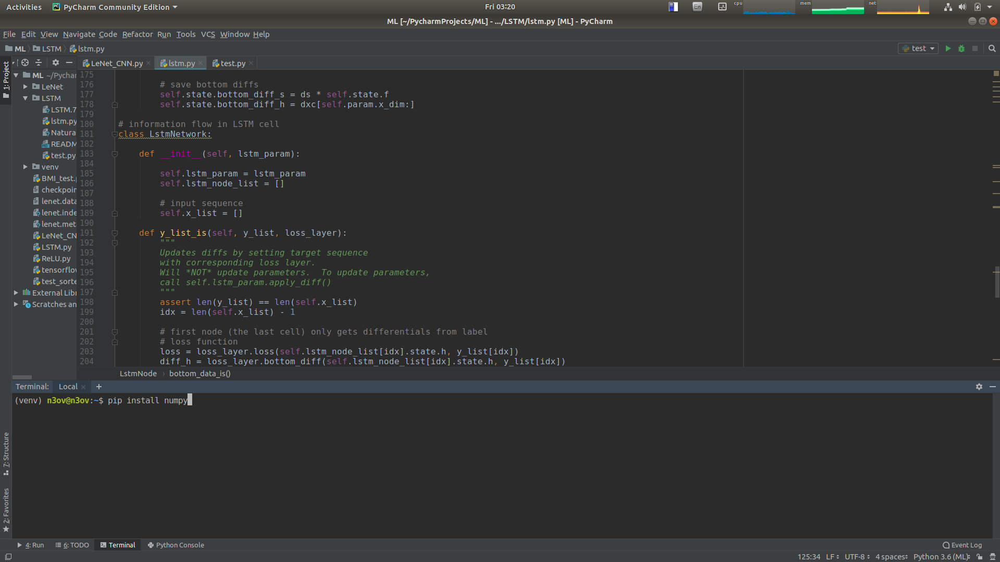 Activities PyCharm Community Edition Fri 03:20 En cpu mem net
ML [~/PycharmProjects/ML] - .../LSTM/lstm.py [ML] - PyCharm
File Edit View Navigate Code Refactor Run Tools VCS Window Help
ML LSTM lstm.py test
1: Project
LeNet_CNN.py lstm.py test.py
ML ~/Pychar
LeNet
LSTM
LSTM.7
lstm.py
Natura
READM
test.py
venv
BMI_test.
checkpoin
lenet.data
lenet.inde
lenet.met
LeNet_CN
LSTM.py
ReLU.py
tensorflov
test_sorte
External Libr
Scratches an
175
176 # save bottom diffs
177 self.state.bottom_diff_s = ds * self.state.f
178 self.state.bottom_diff_h = dxc[self.param.x_dim:]
179
180 # information flow in LSTM cell
181 class LstmNetwork:
182
183 def __init__(self, lstm_param):
184
185 self.lstm_param = lstm_param
186 self.lstm_node_list = []
187
188 # input sequence
189 self.x_list = []
190
191 def y_list_is(self, y_list, loss_layer):
192 """
193 Updates diffs by setting target sequence
194 with corresponding loss layer.
195 Will *NOT* update parameters.  To update parameters,
196 call self.lstm_param.apply_diff()
197 """
198 assert len(y_list) == len(self.x_list)
199 idx = len(self.x_list) - 1
200
201 # first node (the last cell) only gets differentials from label
202 # loss function
203 loss = loss_layer.loss(self.lstm_node_list[idx].state.h, y_list[idx])
204 diff_h = loss_layer.bottom_diff(self.lstm_node_list[idx].state.h, y_list[idx])
LstmNode › bottom_data_is()
Terminal: Local +
(venv) n3ov@n3ov:~$ pip install numpy
7: Structure
2: Favorites
4: Run 6: TODO Terminal Python Console Event Log
125:34 LF UTF-8 4 spaces Python 3.6 (ML)